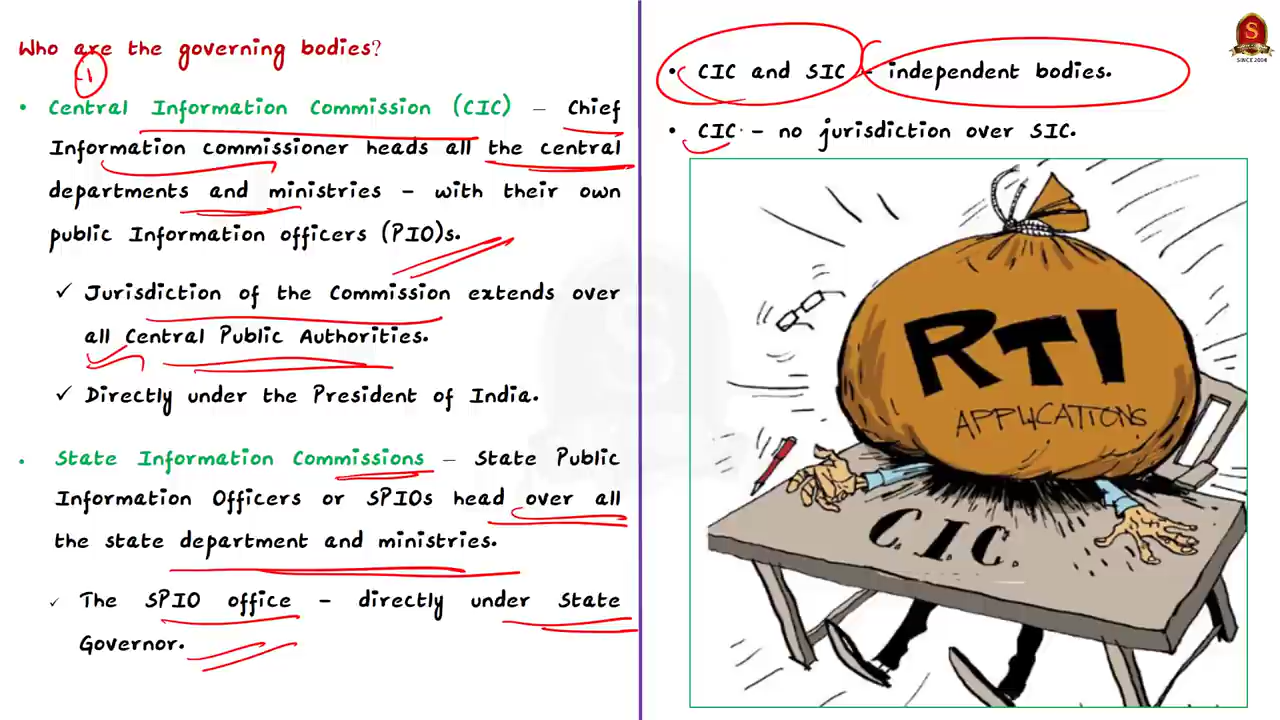 Who are the governing bodies?
1
• Central Information Commission (CIC) – Chief
Information commissioner heads all the central
departments and ministries – with their own
public Information officers (PIO)s.
✓ Jurisdiction of the Commission extends over
all Central Public Authorities.
✓ Directly under the President of India.
• State Information Commissions – State Public
Information Officers or SPIOs head over all
the state department and ministries.
✓ The SPIO office – directly under State
Governor.
• CIC and SIC – independent bodies.
• CIC – no jurisdiction over SIC.
S
SINCE 2004
RTI
APPLICATIONS
C.I.C.